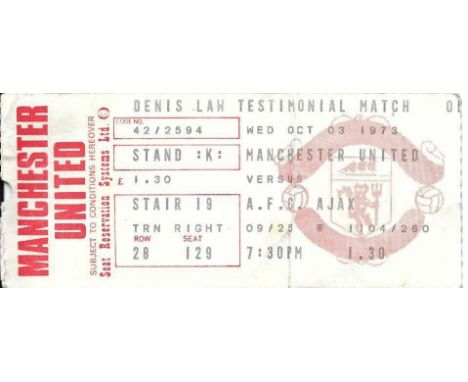 MANCHESTER
UNITED
SUBJECT TO CONDITIONS HEREOVER
Seat Reservation Systems Ltd.
DENIS LAW TESTIMONIAL MATCH
CODE NO.
42/2594 WED OCT 03 1973
STAND :K: MANCHESTER UNITED
£ 1.30 VERSUS
STAIR 19 A.F.C. AJAX
TRN RIGHT 09/25 @ 1104/260
ROW SEAT
28 129 7:30PM 1.30